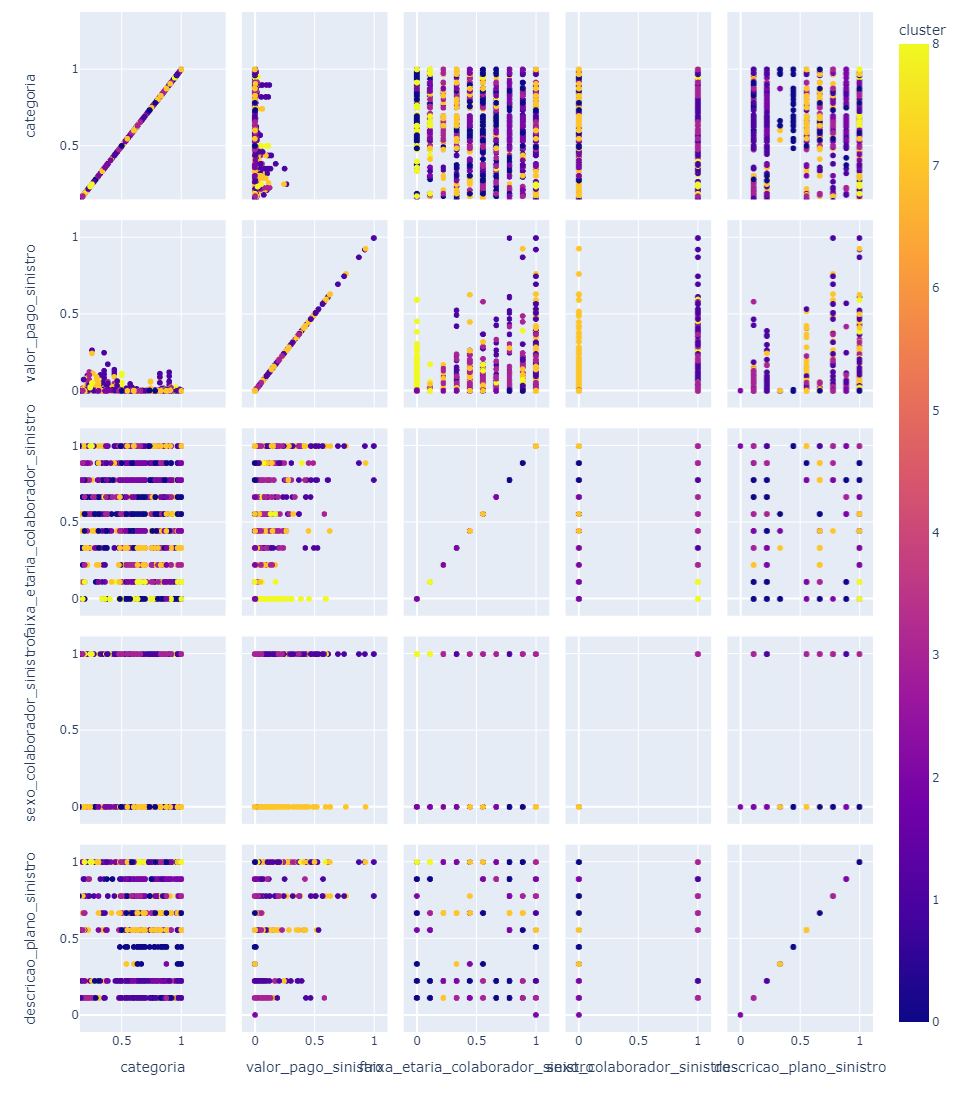 cluster
8
7
6
5
4
3
2
1
0
categoria
1
0.5
valor_pago_sinistro
1
0.5
0
faixa_etaria_colaborador_sinistro
1
0.5
0
sexo_colaborador_sinistro
1
0.5
0
descricao_plano_sinistro
1
0.5
0
0.5 1 0 0.5 1 0 0.5 1 0 0.5 1 0 0.5 1
categoria valor_pago_sinistro faixa_etaria_colaborador_sinistro sexo_colaborador_sinistro descricao_plano_sinistro